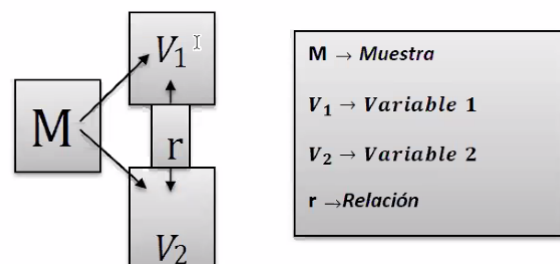 V₁
M
r
V₂
M → Muestra
V₁ → Variable 1
V₂ → Variable 2
r →Relación